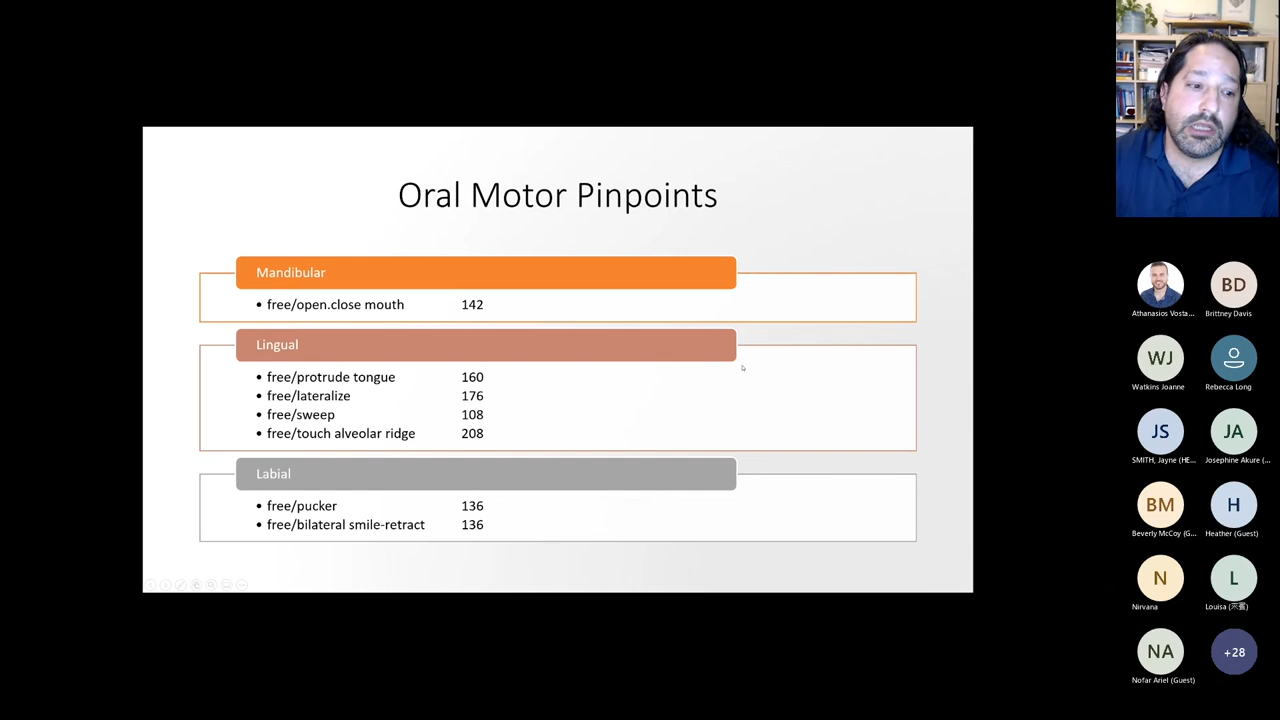 Oral Motor Pinpoints
Mandibular
• free/open.close mouth 142
Lingual
• free/protrude tongue 160
• free/lateralize 176
• free/sweep 108
• free/touch alveolar ridge 208
Labial
• free/pucker 136
• free/bilateral smile-retract 136
Athanasios Vosta...
BD
Brittney Davis
WJ
Watkins Joanne
Rebecca Long
JS
SMITH, Jayne (HE...
JA
Josephine Akure (...
BM
Beverly McCoy (G...
H
Heather (Guest)
N
Nirvana
L
Louisa (來賓)
NA
Nofar Ariel (Guest)
+28